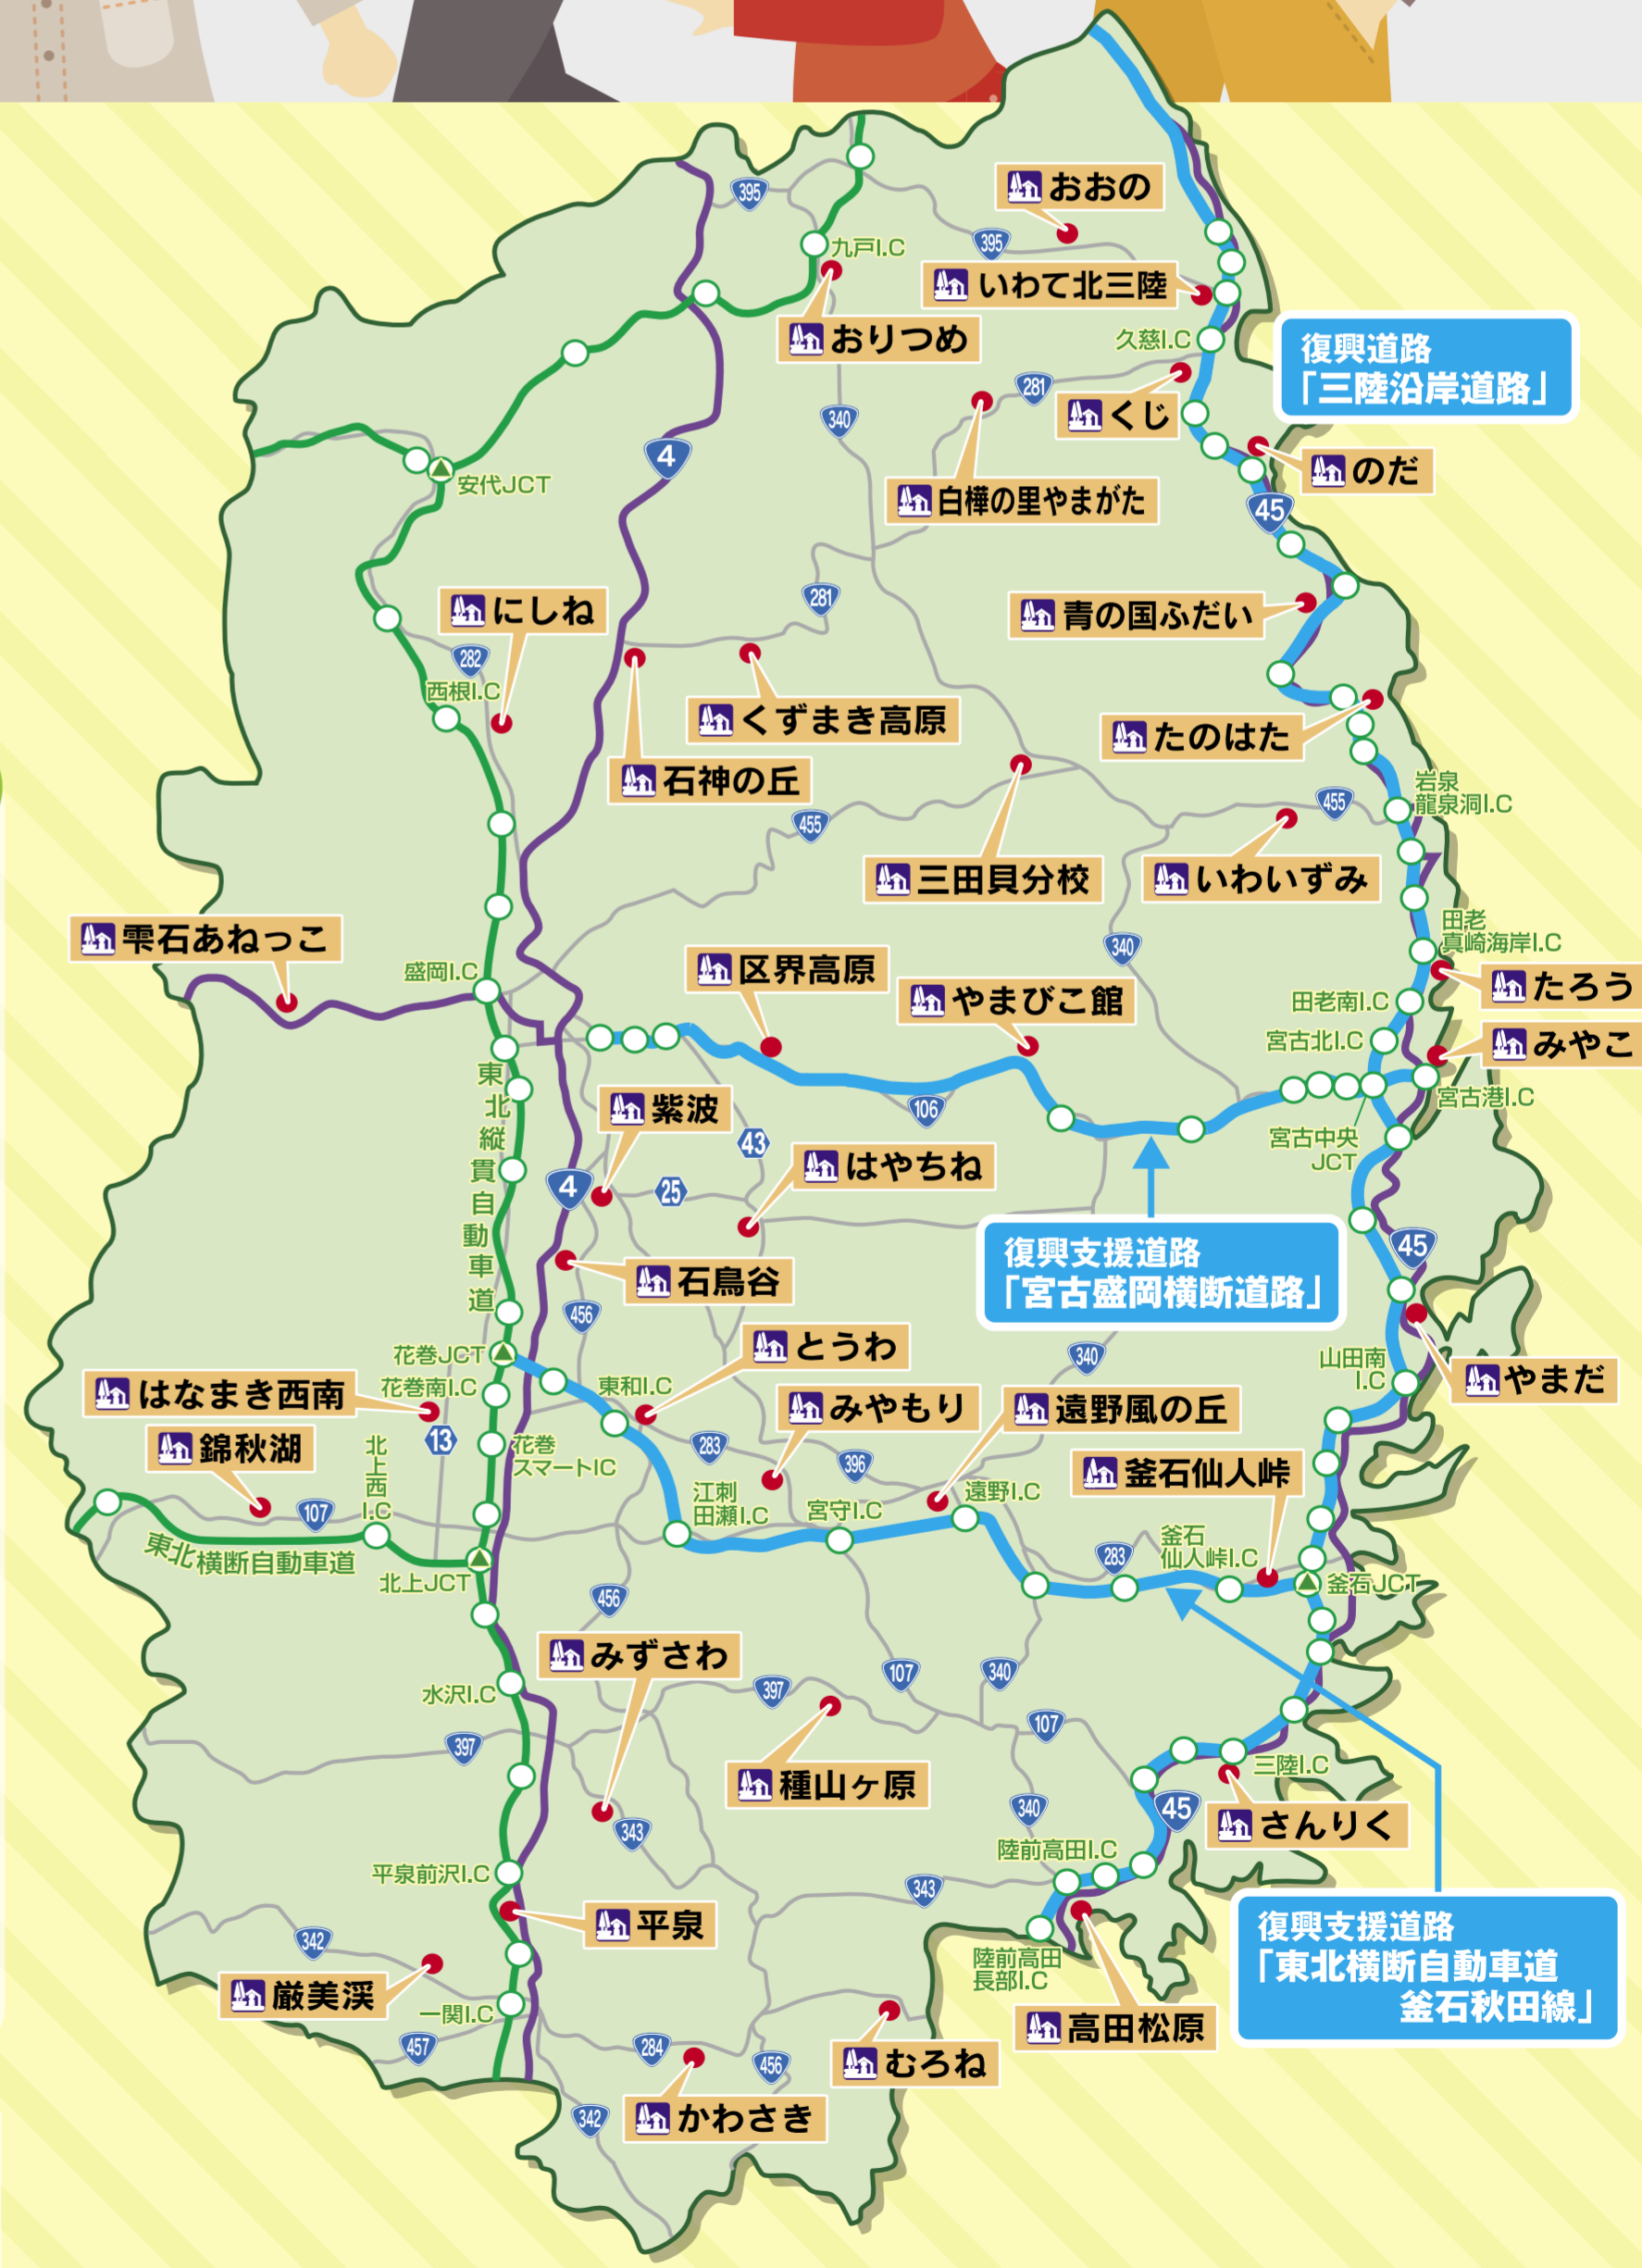 395
おおの
九戸I.C
395
いわて北三陸
おりつめ
久慈I.C
復興道路
「三陸沿岸道路」
281
くじ
340
4
のだ
安代JCT
白樺の里やまがた
45
にしね
281
青の国ふだい
282
西根I.C
くずまき高原
たのはた
石神の丘
岩泉
龍泉洞I.C
455
455
三田貝分校
いわいずみ
雫石あねっこ
田老
真崎海岸I.C
340
盛岡I.C
区界高原
たろう
やまびこ館
田老南I.C
宮古北I.C
みやこ
東北縦貫自動車道
紫波
106
宮古港I.C
宮古中央
JCT
43
はやちね
4
25
復興支援道路
「宮古盛岡横断道路」
45
石鳥谷
456
とうわ
花巻JCT
340
山田南
I.C
花巻南I.C
東和I.C
はなまき西南
やまだ
みやもり
遠野風の丘
13
錦秋湖
北上西I.C
花巻
スマートIC
283
396
釜石仙人峠
江刺
田瀬I.C
宮守I.C
遠野I.C
107
東北横断自動車道
釜石
仙人峠I.C
283
北上JCT
釜石JCT
456
みずさわ
107
340
水沢I.C
397
107
397
種山ヶ原
三陸I.C
340
45
さんりく
343
陸前高田I.C
平泉前沢I.C
343
平泉
復興支援道路
「東北横断自動車道
釜石秋田線」
342
陸前高田
長部I.C
厳美渓
一関I.C
高田松原
457
284
456
むろね
342
かわさき